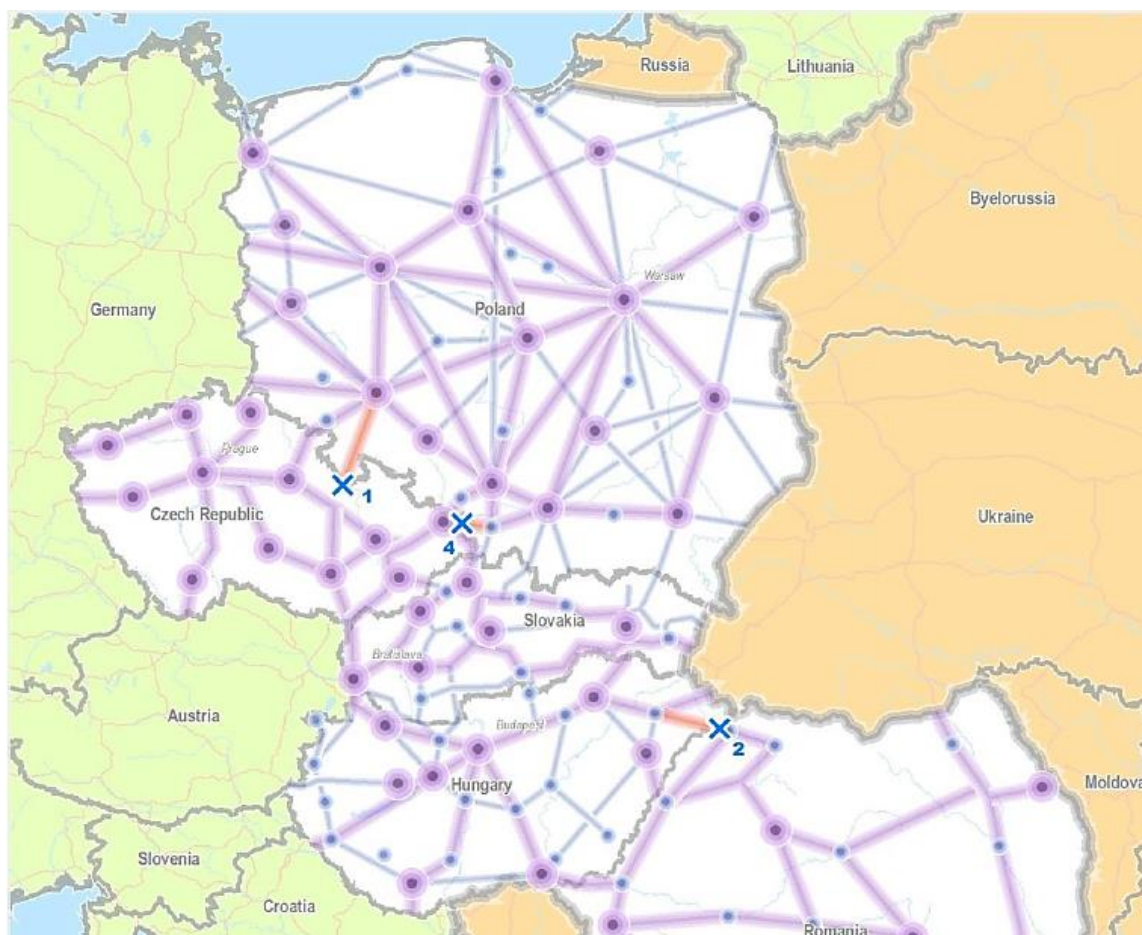 Russia
Lithuania
Byelorussia
Warsaw
Germany
Poland
Prague
1
Czech Republic
4
Ukraine
Slovakia
Bratislava
Austria
Budapest
2
Hungary
Moldova
Slovenia
Croatia
Romania